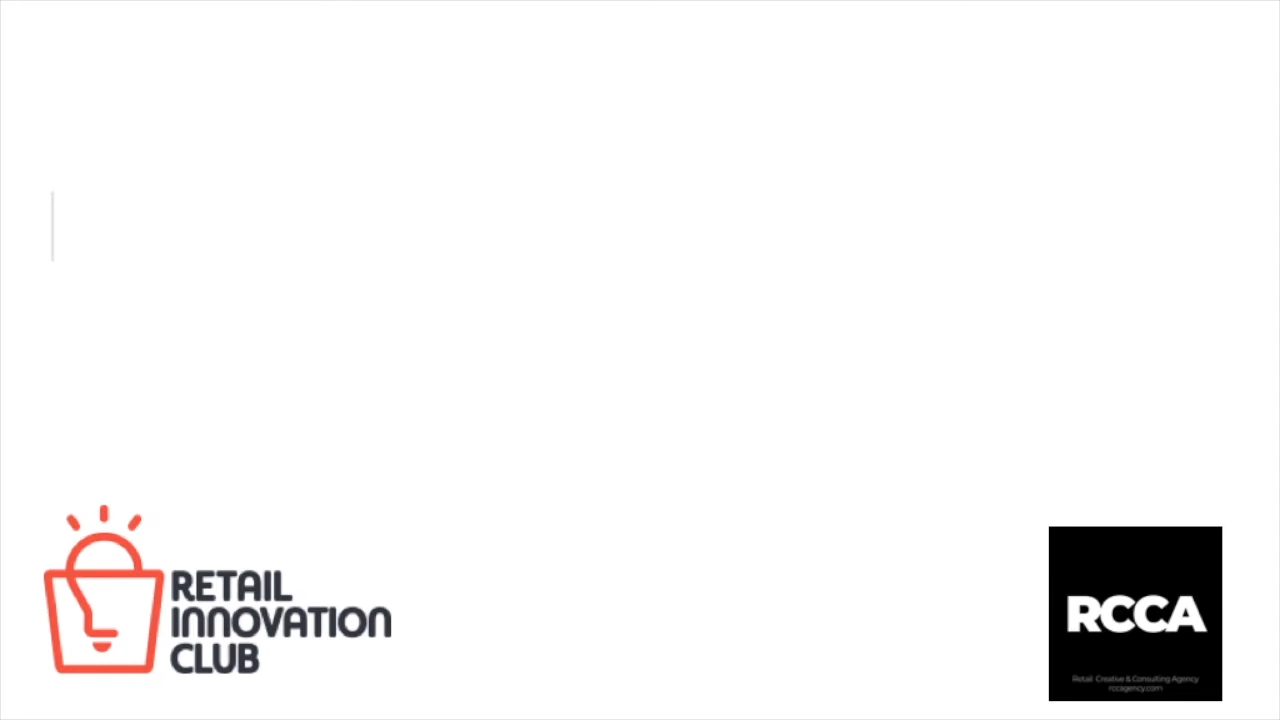 RETAIL
INNOVATION
CLUB
RCCA
Retail Creative & Consulting Agency
rccagency.com